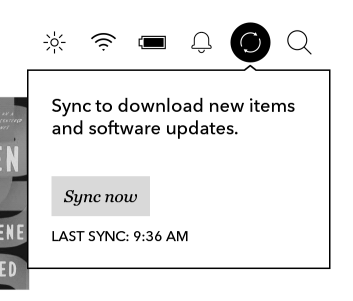 Sync to download new items
and software updates.
Sync now
LAST SYNC: 9:36 AM
EN
ENE
ED